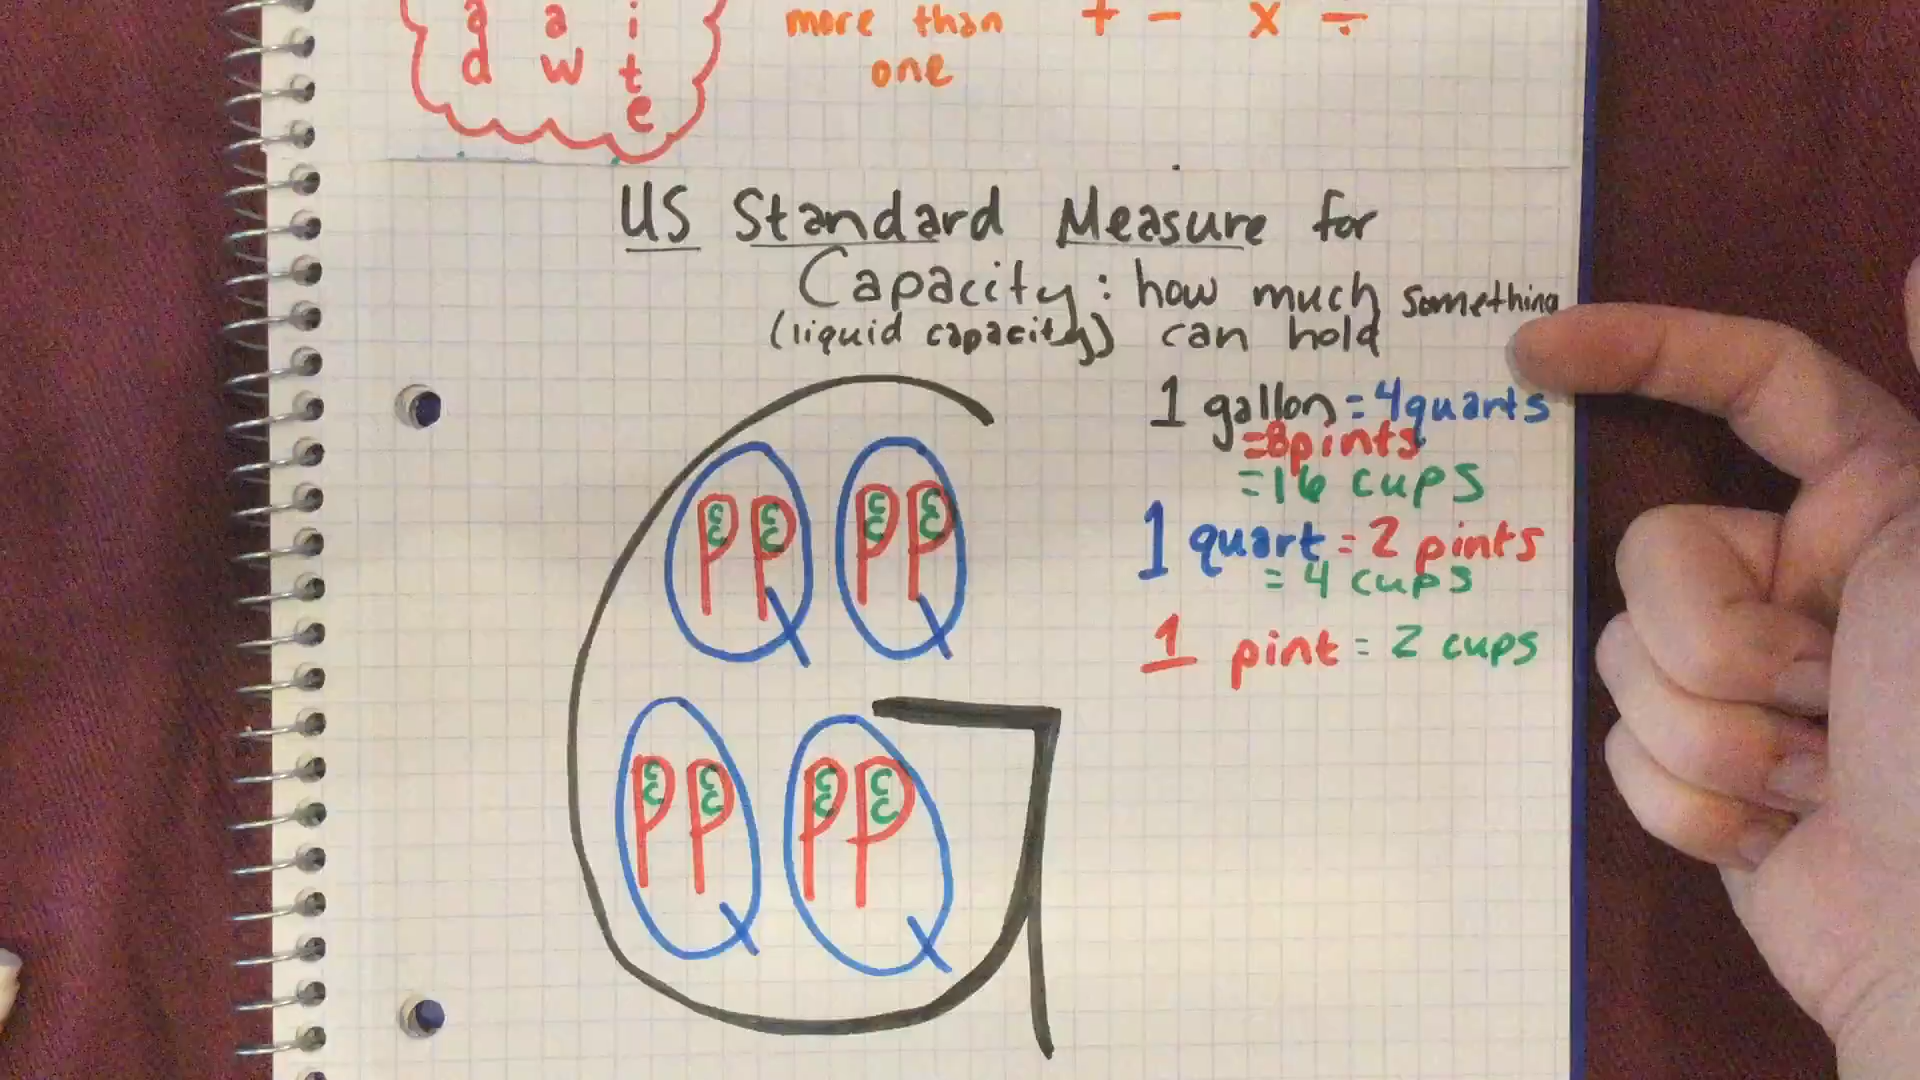 a a i
d w t
e
more than
one
+ - x ÷
US Standard Measure for
Capacity: how much something
(liquid capacity) can hold
1 gallon = 4 quarts
= 8 pints
= 16 cups
1 quart = 2 pints
= 4 cups
1 pint = 2 cups
P P Q
P P Q
P P Q
P P Q
G